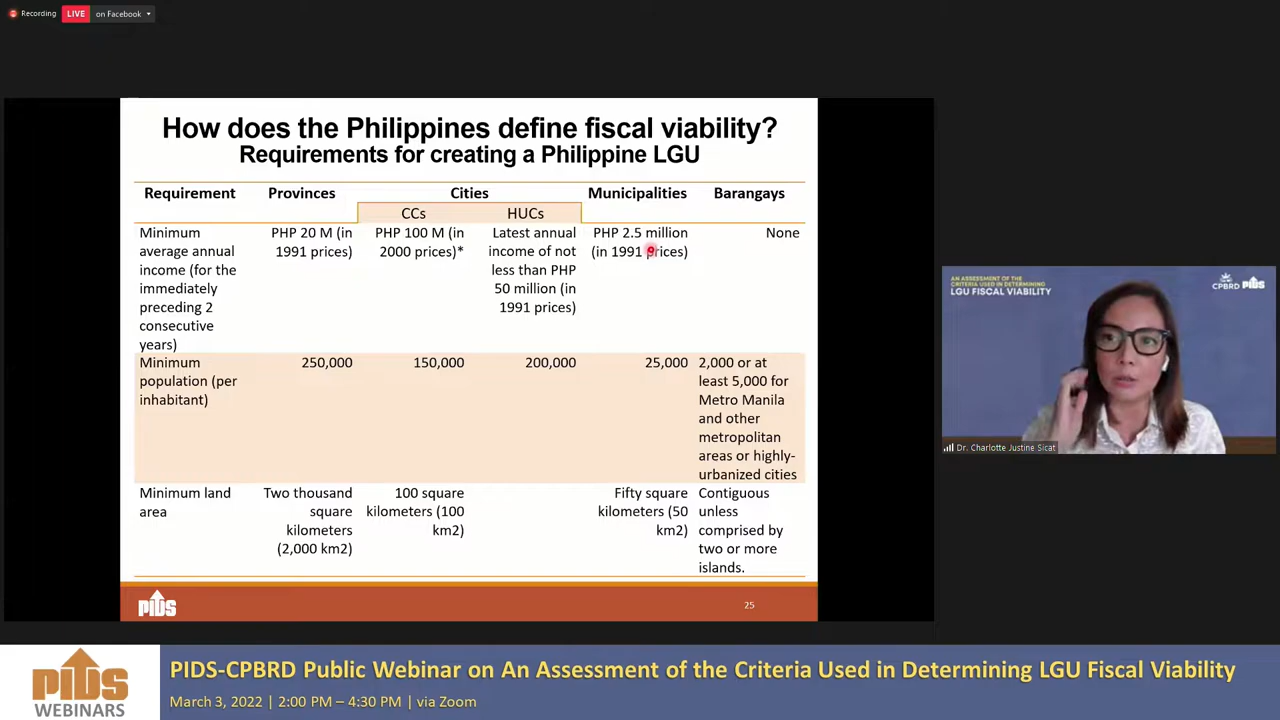 Recording
LIVE
on Facebook
How does the Philippines define fiscal viability?
Requirements for creating a Philippine LGU
Requirement Provinces Cities Municipalities Barangays
CCs HUCs
Minimum average annual income (for the immediately preceding 2 consecutive years)
PHP 20 M (in 1991 prices)
PHP 100 M (in 2000 prices)*
Latest annual income of not less than PHP 50 million (in 1991 prices)
PHP 2.5 million (in 1991 prices)
None
Minimum population (per inhabitant)
250,000
150,000
200,000
25,000
2,000 or at least 5,000 for Metro Manila and other metropolitan areas or highly-urbanized cities
Minimum land area
Two thousand square kilometers (2,000 km2)
100 square kilometers (100 km2)
Fifty square kilometers (50 km2)
Contiguous unless comprised by two or more islands.
PIDS
25
AN ASSESSMENT OF THE
CRITERIA USED IN DETERMINING
LGU FISCAL VIABILITY
CPBRD PIDS
Dr. Charlotte Justine Sicat
PIDS
WEBINARS
PIDS-CPBRD Public Webinar on An Assessment of the Criteria Used in Determining LGU Fiscal Viability
March 3, 2022 | 2:00 PM – 4:30 PM | via Zoom